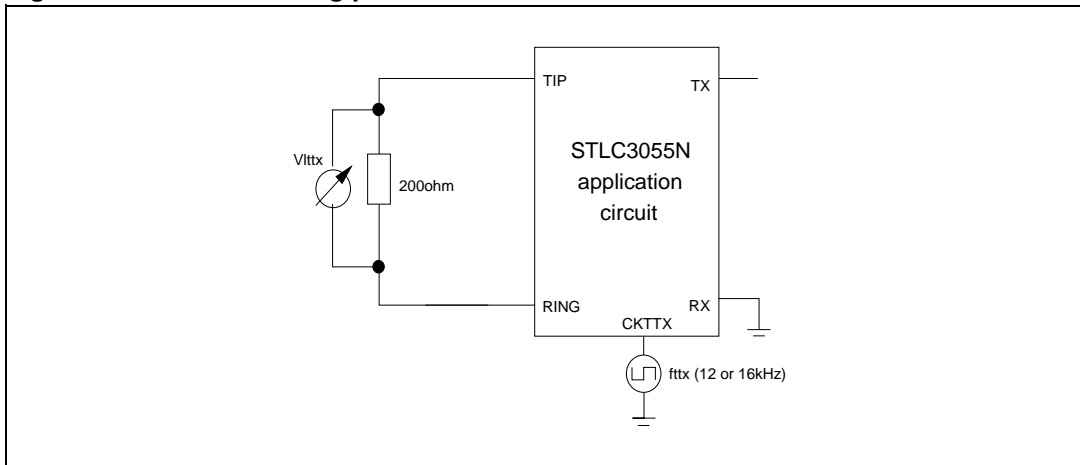 TIP
TX
Vlttx
STLC3055N
application
circuit
200ohm
RING
RX
CKTTX
fttx (12 or 16kHz)